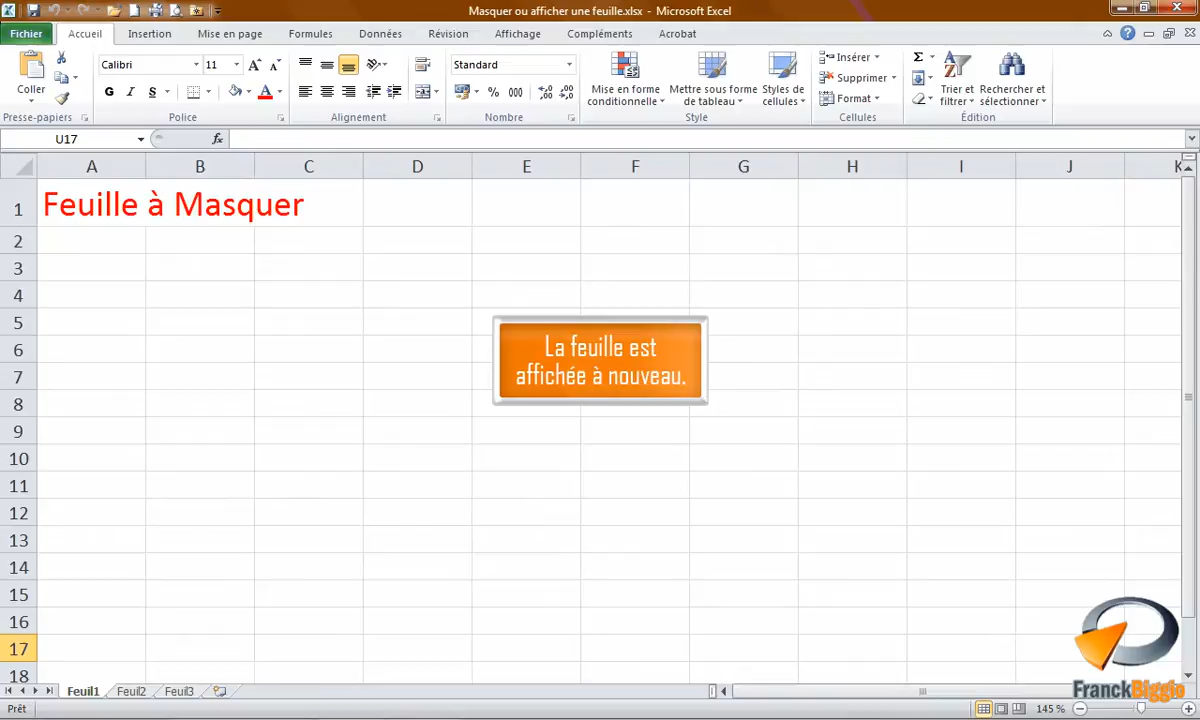 Masquer ou afficher une feuille.xlsx - Microsoft Excel
Fichier Accueil Insertion Mise en page Formules Données Révision Affichage Compléments Acrobat
Coller
Presse-papiers
Calibri 11
G I S A
Police
Alignement
Standard
% 000
Nombre
Mise en forme
conditionnelle
Mettre sous forme
de tableau
Styles de
cellules
Style
Insérer
Supprimer
Format
Cellules
Σ
Trier et
filtrer
Rechercher et
sélectionner
Édition
U17 fx
A B C D E F G H I J K
1 Feuille à Masquer
2
3
4
5
6
7
8
9
10
11
12
13
14
15
16
17
18
La feuille est
affichée à nouveau.
FranckBiggio
Feuil1 Feuil2 Feuil3
Prêt 145 %